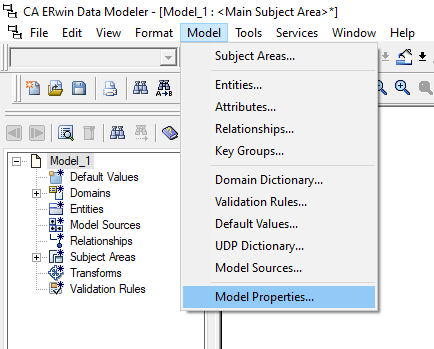 CA ERwin Data Modeler - [Model_1 : <Main Subject Area>*]
File Edit View Format Model Tools Services Window Help
Subject Areas...
Entities...
Attributes...
Relationships...
Key Groups...
Domain Dictionary...
Validation Rules...
Default Values...
UDP Dictionary...
Model Sources...
Model Properties...
A→B
Model_1
Default Values
Domains
Entities
Model Sources
Relationships
Subject Areas
Transforms
Validation Rules